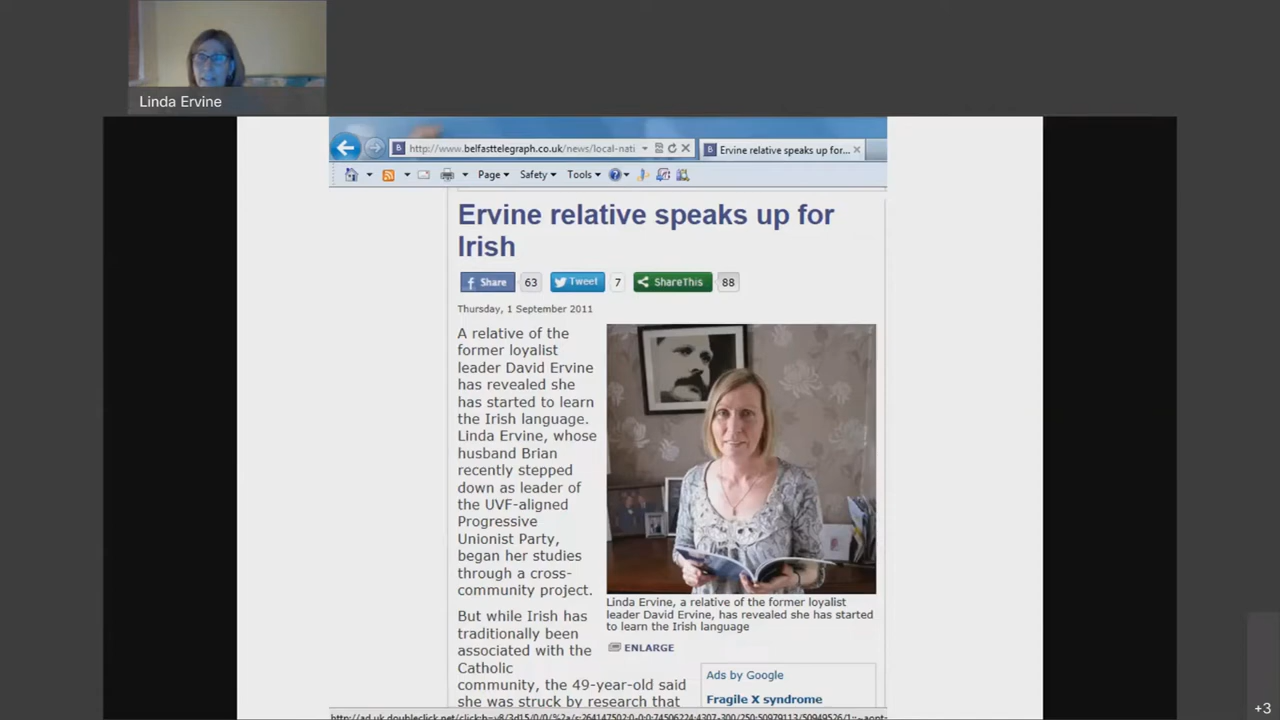 Linda Ervine
http://www.belfasttelegraph.co.uk/news/local-nati
Ervine relative speaks up for...
Page
Safety
Tools
Ervine relative speaks up for
Irish
Share
63
Tweet
7
ShareThis
88
Thursday, 1 September 2011
A relative of the
former loyalist
leader David Ervine
has revealed she
has started to learn
the Irish language.
Linda Ervine, whose
husband Brian
recently stepped
down as leader of
the UVF-aligned
Progressive
Unionist Party,
began her studies
through a cross-
community project.
But while Irish has
traditionally been
associated with the
Catholic
community, the 49-year-old said
she was struck by research that
Linda Ervine, a relative of the former loyalist
leader David Ervine, has revealed she has started
to learn the Irish language
ENLARGE
Ads by Google
Fragile X syndrome
+3